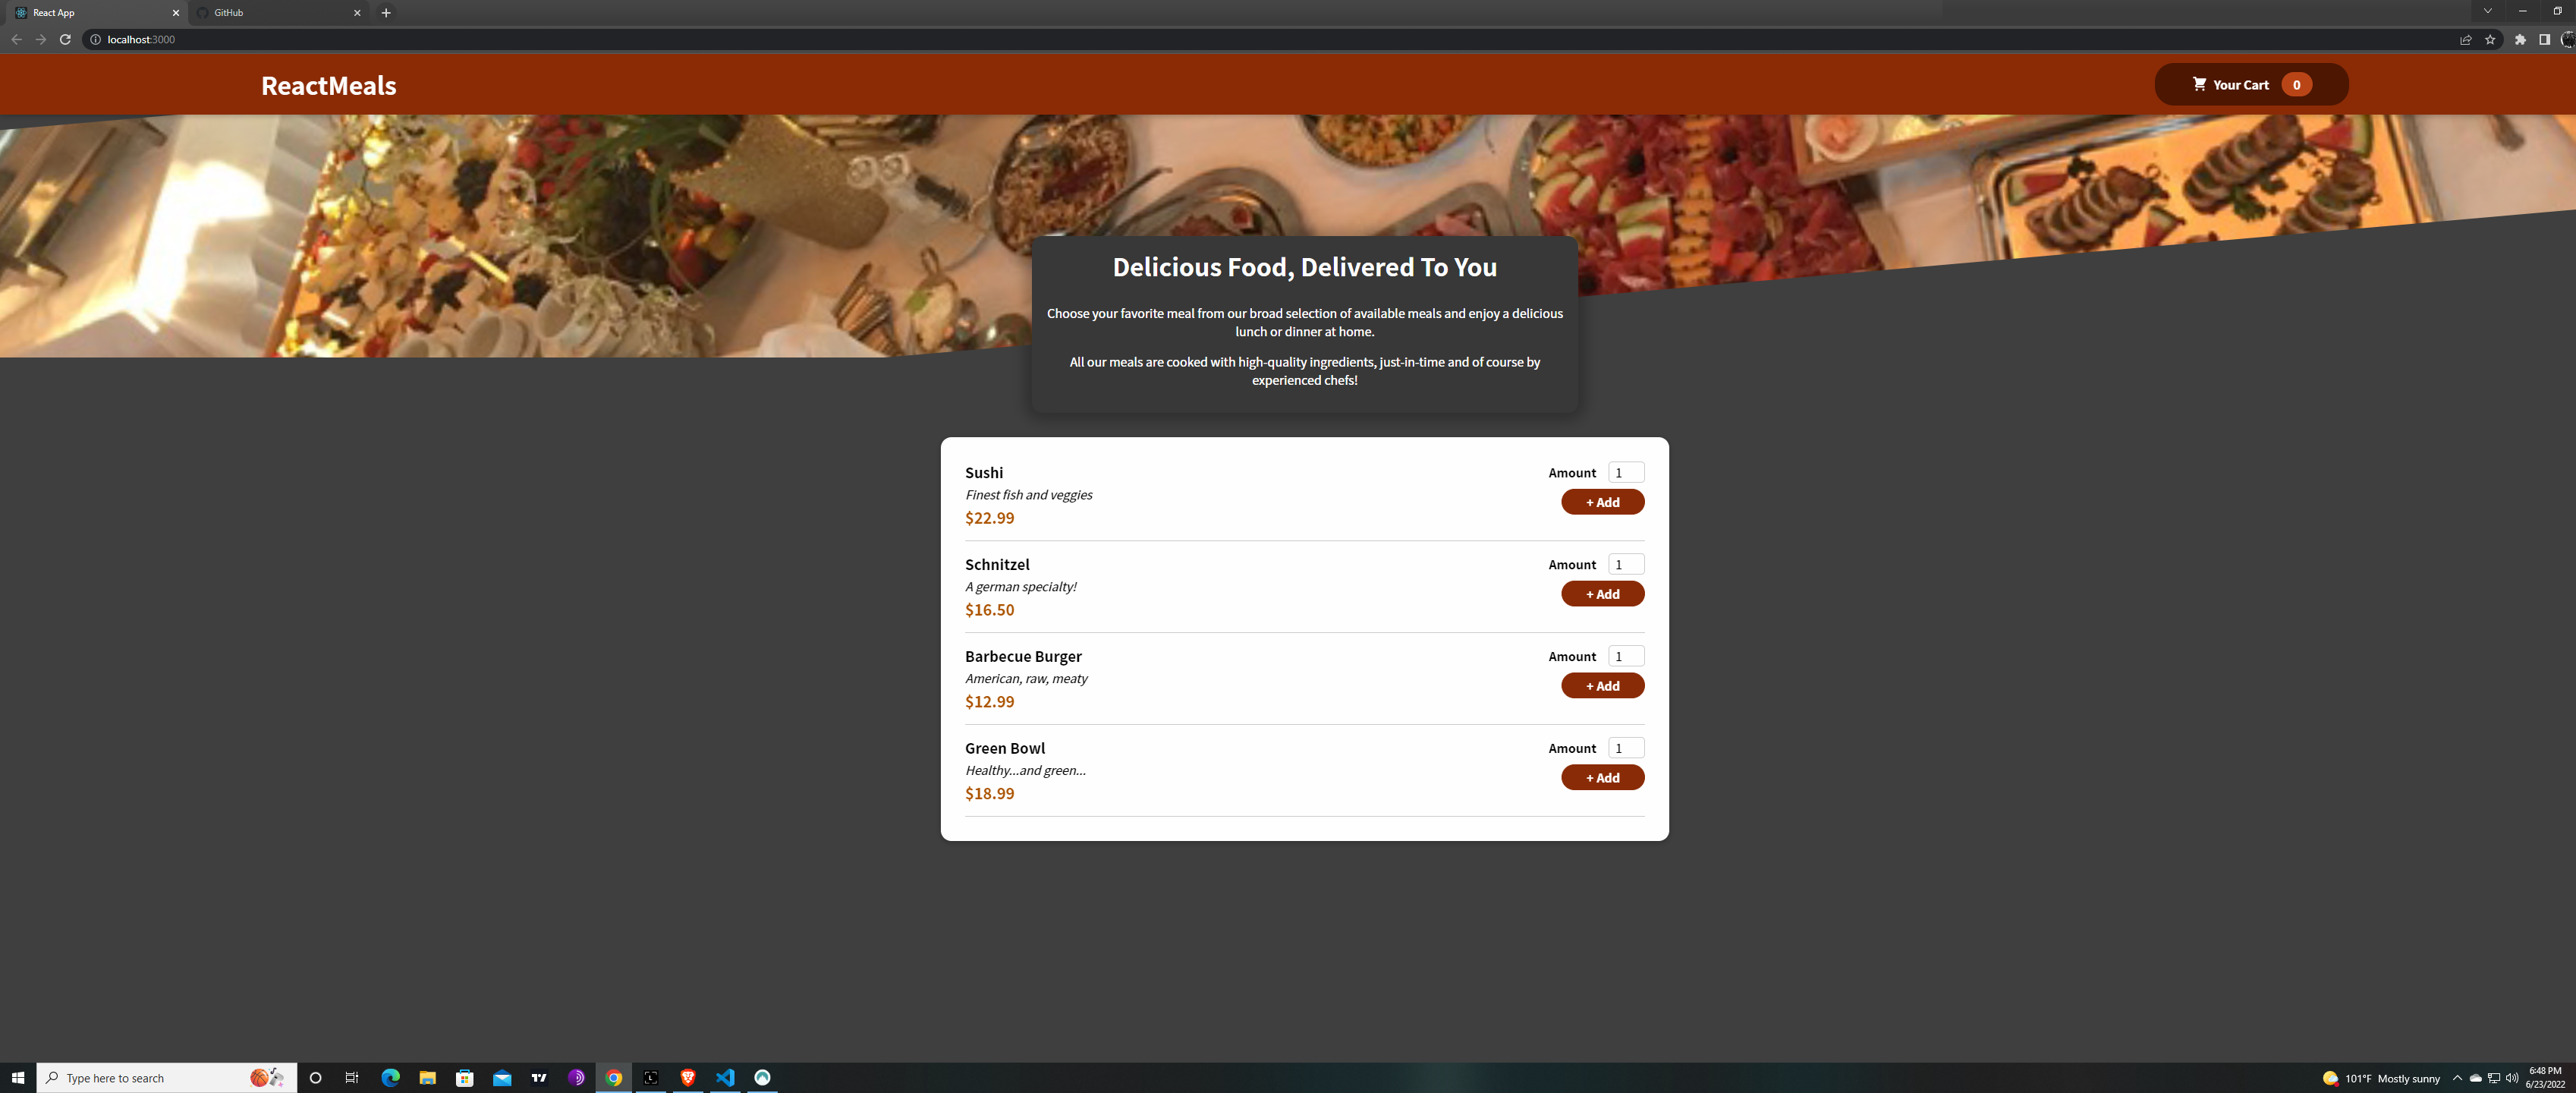 React App
GitHub
localhost:3000
ReactMeals
Your Cart 0
Delicious Food, Delivered To You
Choose your favorite meal from our broad selection of available meals and enjoy a delicious
lunch or dinner at home.
All our meals are cooked with high-quality ingredients, just-in-time and of course by
experienced chefs!
Sushi
Amount 1
Finest fish and veggies
+ Add
$22.99
Schnitzel
Amount 1
A german specialty!
+ Add
$16.50
Barbecue Burger
Amount 1
American, raw, meaty
+ Add
$12.99
Green Bowl
Amount 1
Healthy...and green...
+ Add
$18.99
Type here to search
101°F Mostly sunny
6:48 PM
6/23/2022